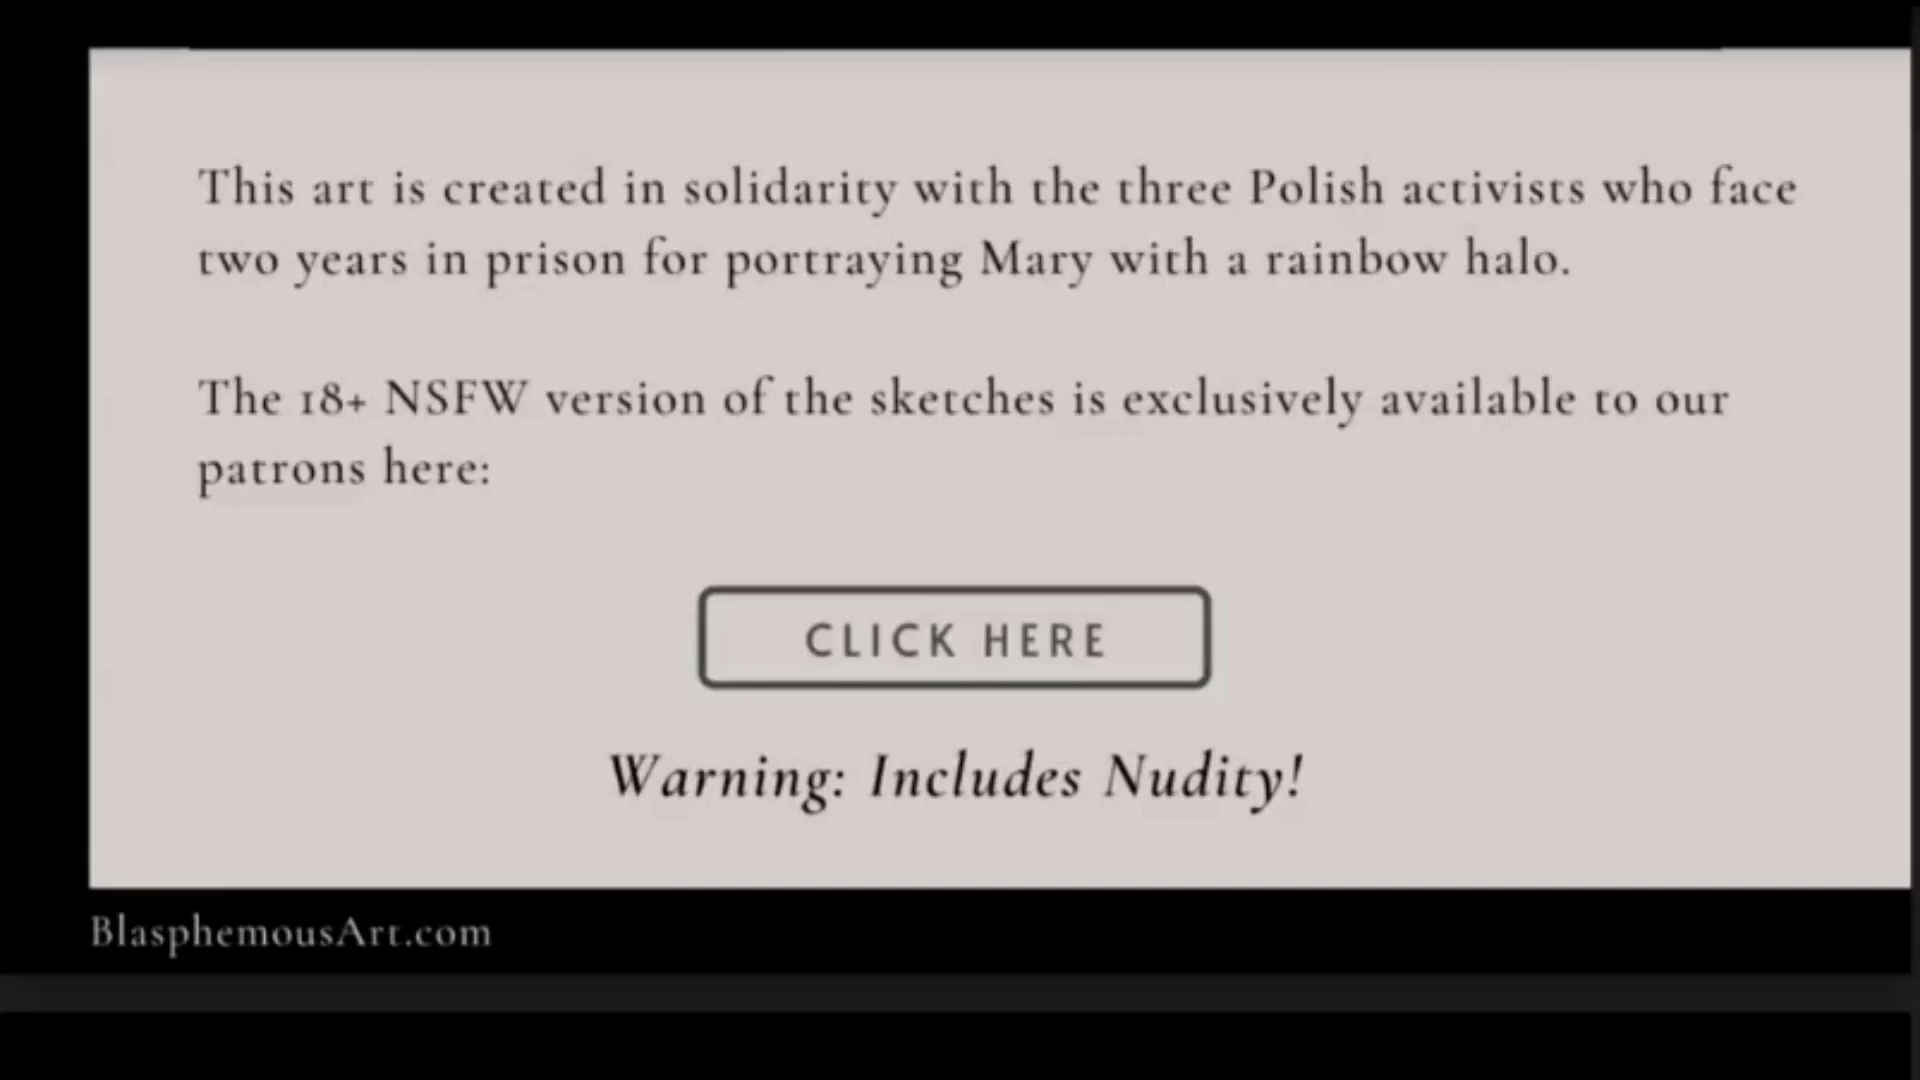 This art is created in solidarity with the three Polish activists who face
two years in prison for portraying Mary with a rainbow halo.
The 18+ NSFW version of the sketches is exclusively available to our
patrons here:
CLICK HERE
Warning: Includes Nudity!
BlasphemousArt.com